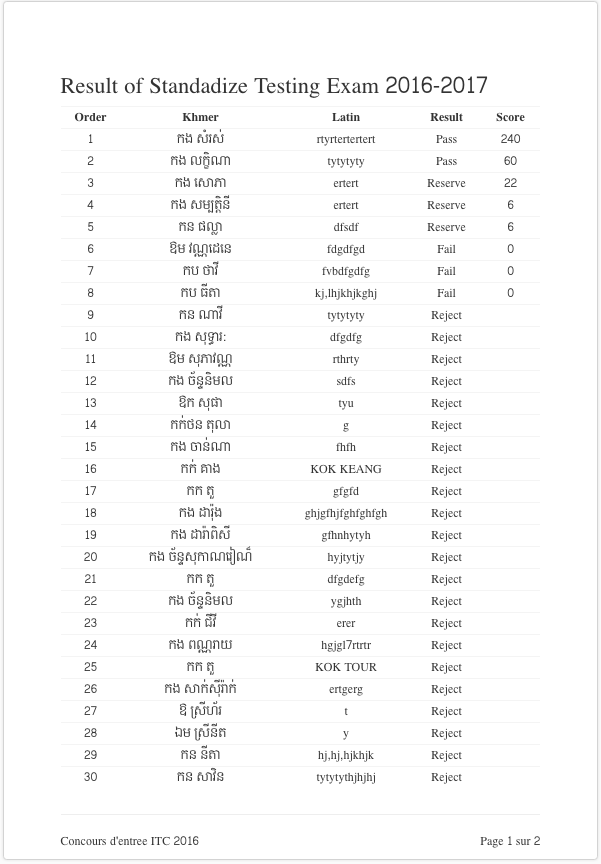 Result of Standadize Testing Exam 2016-2017
Order Khmer Latin Result Score
1 កង សំរស់ rtyrtertertert Pass 240
2 កង លក្ខិណា tytytyty Pass 60
3 កង សោភា ertert Reserve 22
4 កង សម្បត្តិនី ertert Reserve 6
5 កន ផល្លា dfsdf Reserve 6
6 ឱម វណ្ណដេនេ fdgdfgd Fail 0
7 កប ថាវី fvbdfgdfg Fail 0
8 កប ធីតា kj,lhjkhjkghj Fail 0
9 កន ណាវី tytytyty Reject
10 កង សុទ្ធារ: dfgdfg Reject
11 ឱម សុភាវណ្ណ rthrty Reject
12 កង ច័ន្ទនិមល sdfs Reject
13 ឱក សុផា tyu Reject
14 កក់ថន តុលា g Reject
15 កង ចាន់ណា fhfh Reject
16 កក់ គាង KOK KEANG Reject
17 កក តួ gfgfd Reject
18 កង ដារ៉ុង ghjgfhjfghfghfgh Reject
19 កង ដារ៉ាពិសី gfhnhytyh Reject
20 កង ច័ន្ទសុកាណវៀណ៍ hyjtytjy Reject
21 កក តួ dfgdefg Reject
22 កង ច័ន្ទនិមល ygjhth Reject
23 កក់ ជីវី erer Reject
24 កង ពណ្ណរាយ hgjgl7rtrtr Reject
25 កក តួ KOK TOUR Reject
26 កង សាក់ស៊ីរ៉ាក់ ertgerg Reject
27 ឱ ស្រីហ័រ t Reject
28 ឯម ស្រីនីត y Reject
29 កន នីតា hj,hj,hjkhjk Reject
30 កន សាវិន tytytythjhjhj Reject
Concours d'entree ITC 2016 Page 1 sur 2